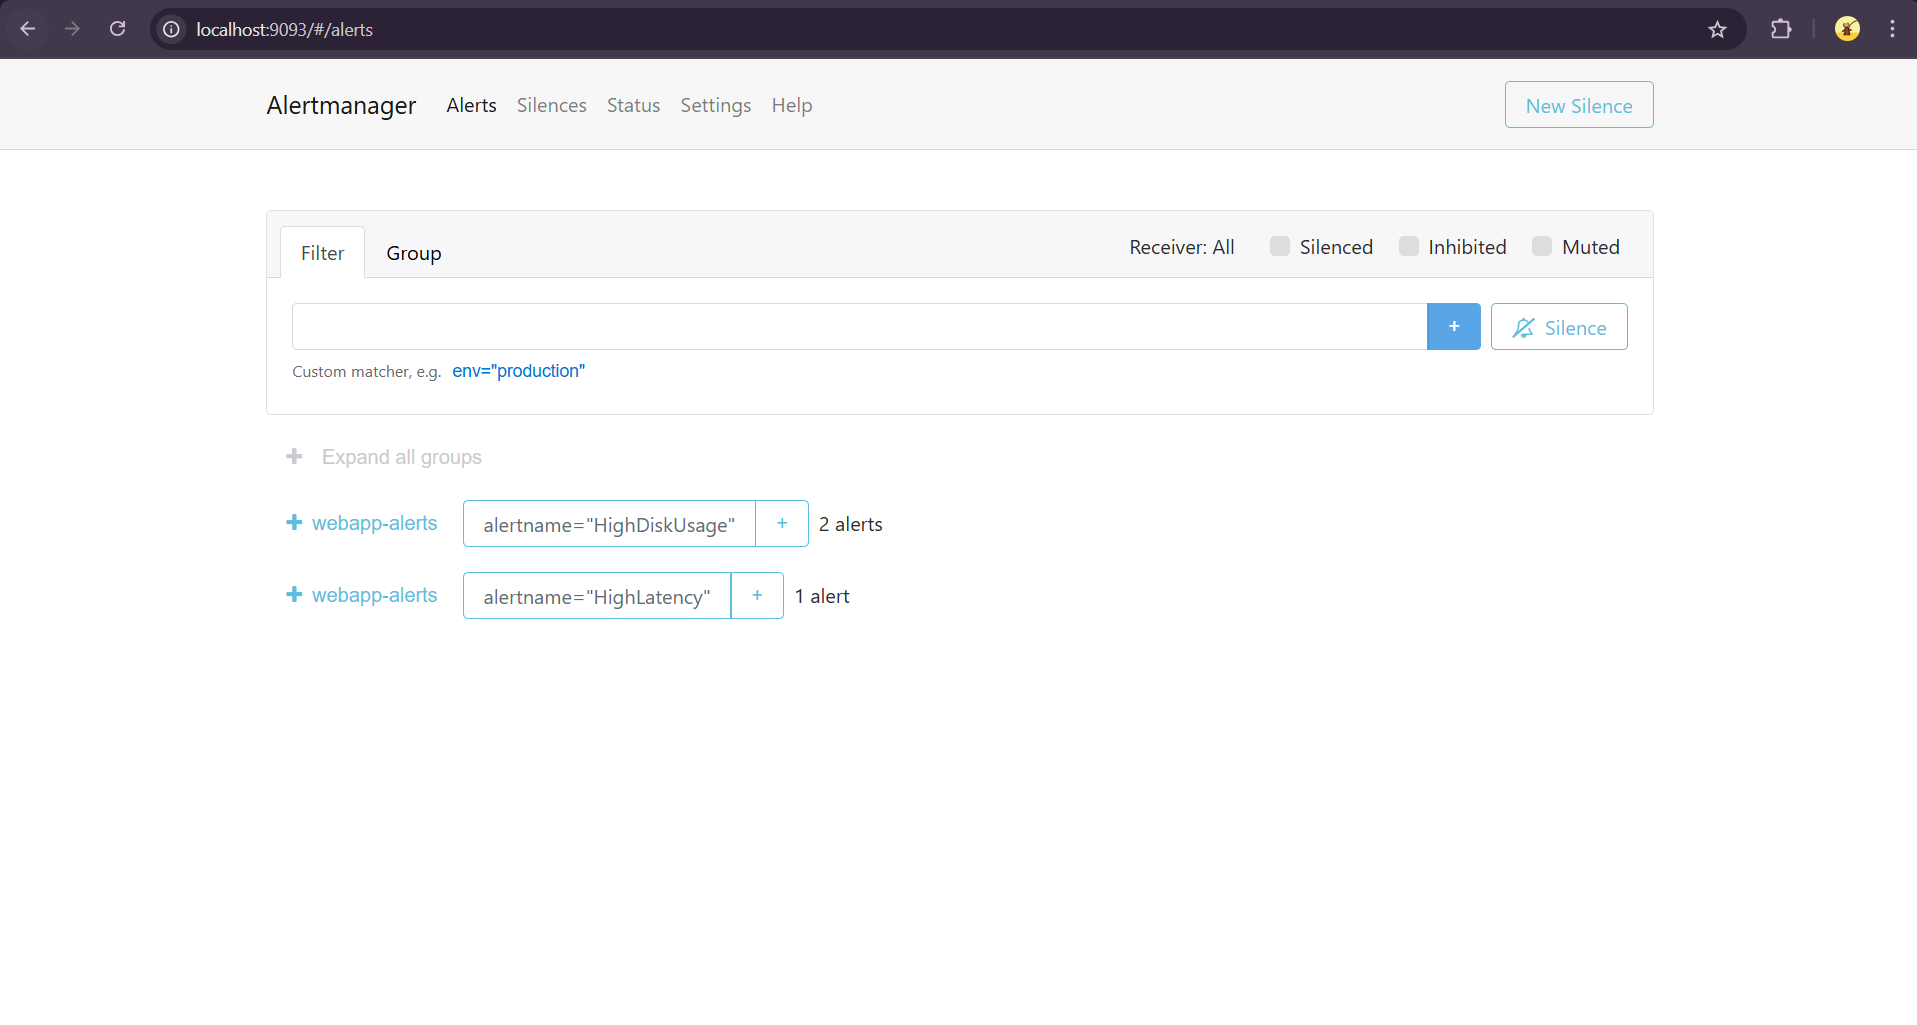 localhost:9093/#/alerts
Alertmanager Alerts Silences Status Settings Help New Silence
Filter Group Receiver: All Silenced Inhibited Muted
+ Silence
Custom matcher, e.g. env="production"
+ Expand all groups
+ webapp-alerts alertname="HighDiskUsage" + 2 alerts
+ webapp-alerts alertname="HighLatency" + 1 alert